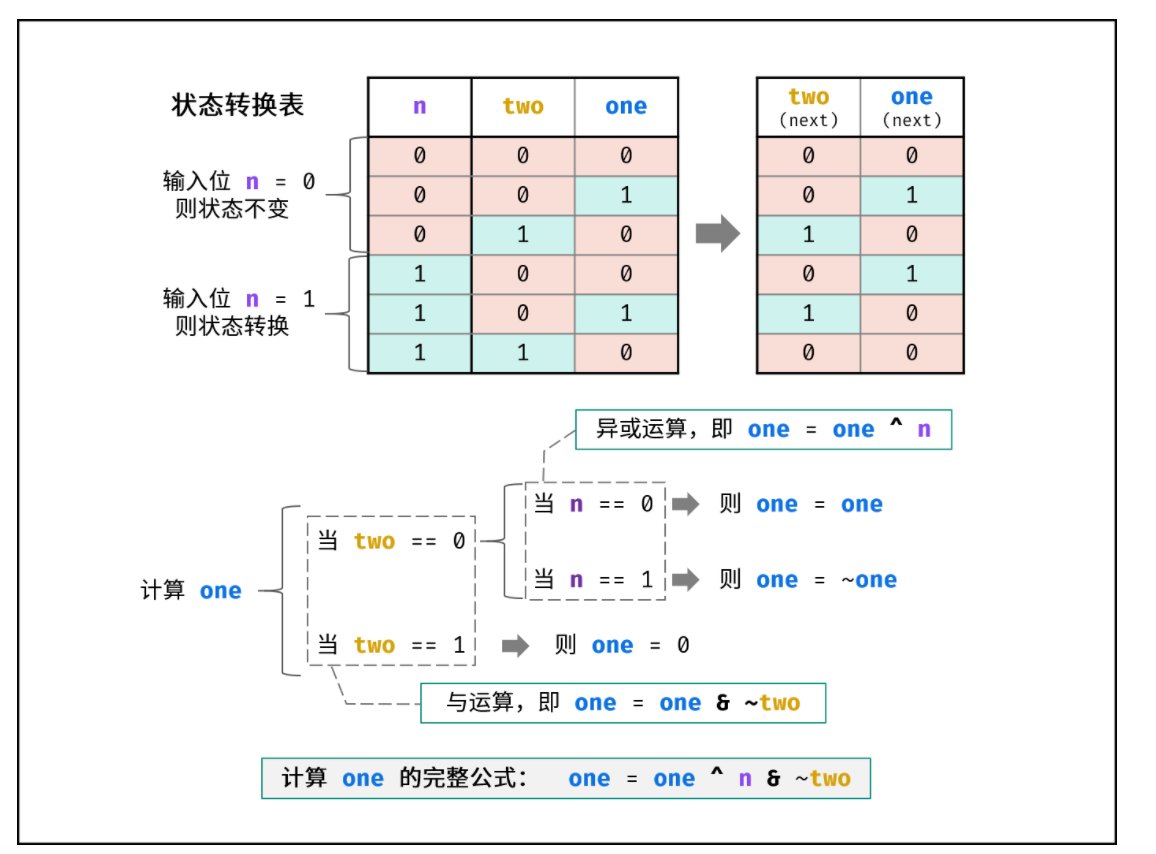 状态转换表
n two one
two one
(next) (next)
输入位 n = 0
则状态不变
输入位 n = 1
则状态转换
0 0 0 0 0
0 0 1 0 1
0 1 0 1 0
1 0 0 0 1
1 0 1 1 0
1 1 0 0 0
异或运算，即 one = one ^ n
当 n == 0 则 one = one
当 two == 0
当 n == 1 则 one = ~one
计算 one
当 two == 1 则 one = 0
与运算，即 one = one & ~two
计算 one 的完整公式： one = one ^ n & ~two